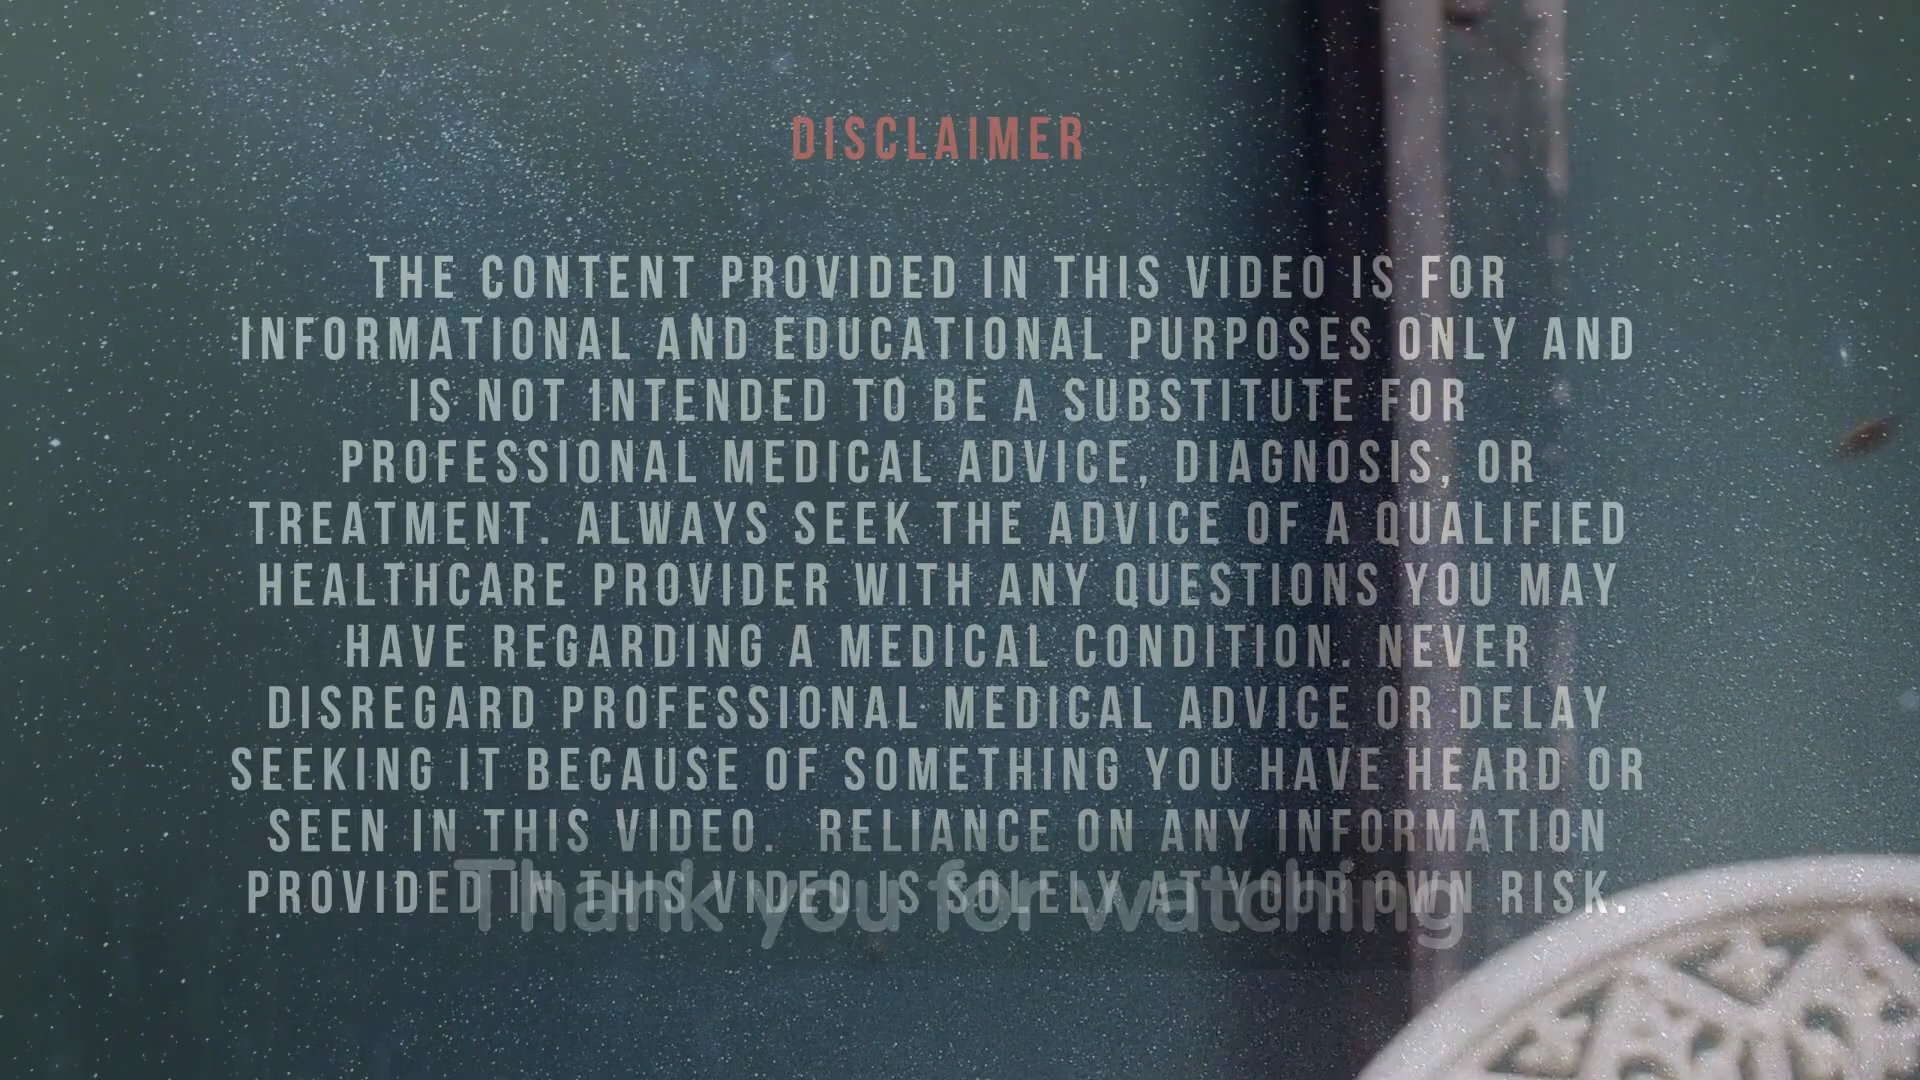 DISCLAIMER
THE CONTENT PROVIDED IN THIS VIDEO IS FOR
INFORMATIONAL AND EDUCATIONAL PURPOSES ONLY AND
IS NOT INTENDED TO BE A SUBSTITUTE FOR
PROFESSIONAL MEDICAL ADVICE, DIAGNOSIS, OR
TREATMENT. ALWAYS SEEK THE ADVICE OF A QUALIFIED
HEALTHCARE PROVIDER WITH ANY QUESTIONS YOU MAY
HAVE REGARDING A MEDICAL CONDITION. NEVER
DISREGARD PROFESSIONAL MEDICAL ADVICE OR DELAY
SEEKING IT BECAUSE OF SOMETHING YOU HAVE HEARD OR
SEEN IN THIS VIDEO. RELIANCE ON ANY INFORMATION
PROVIDED IN THIS VIDEO IS SOLELY AT YOUR OWN RISK.
Thank you for watching